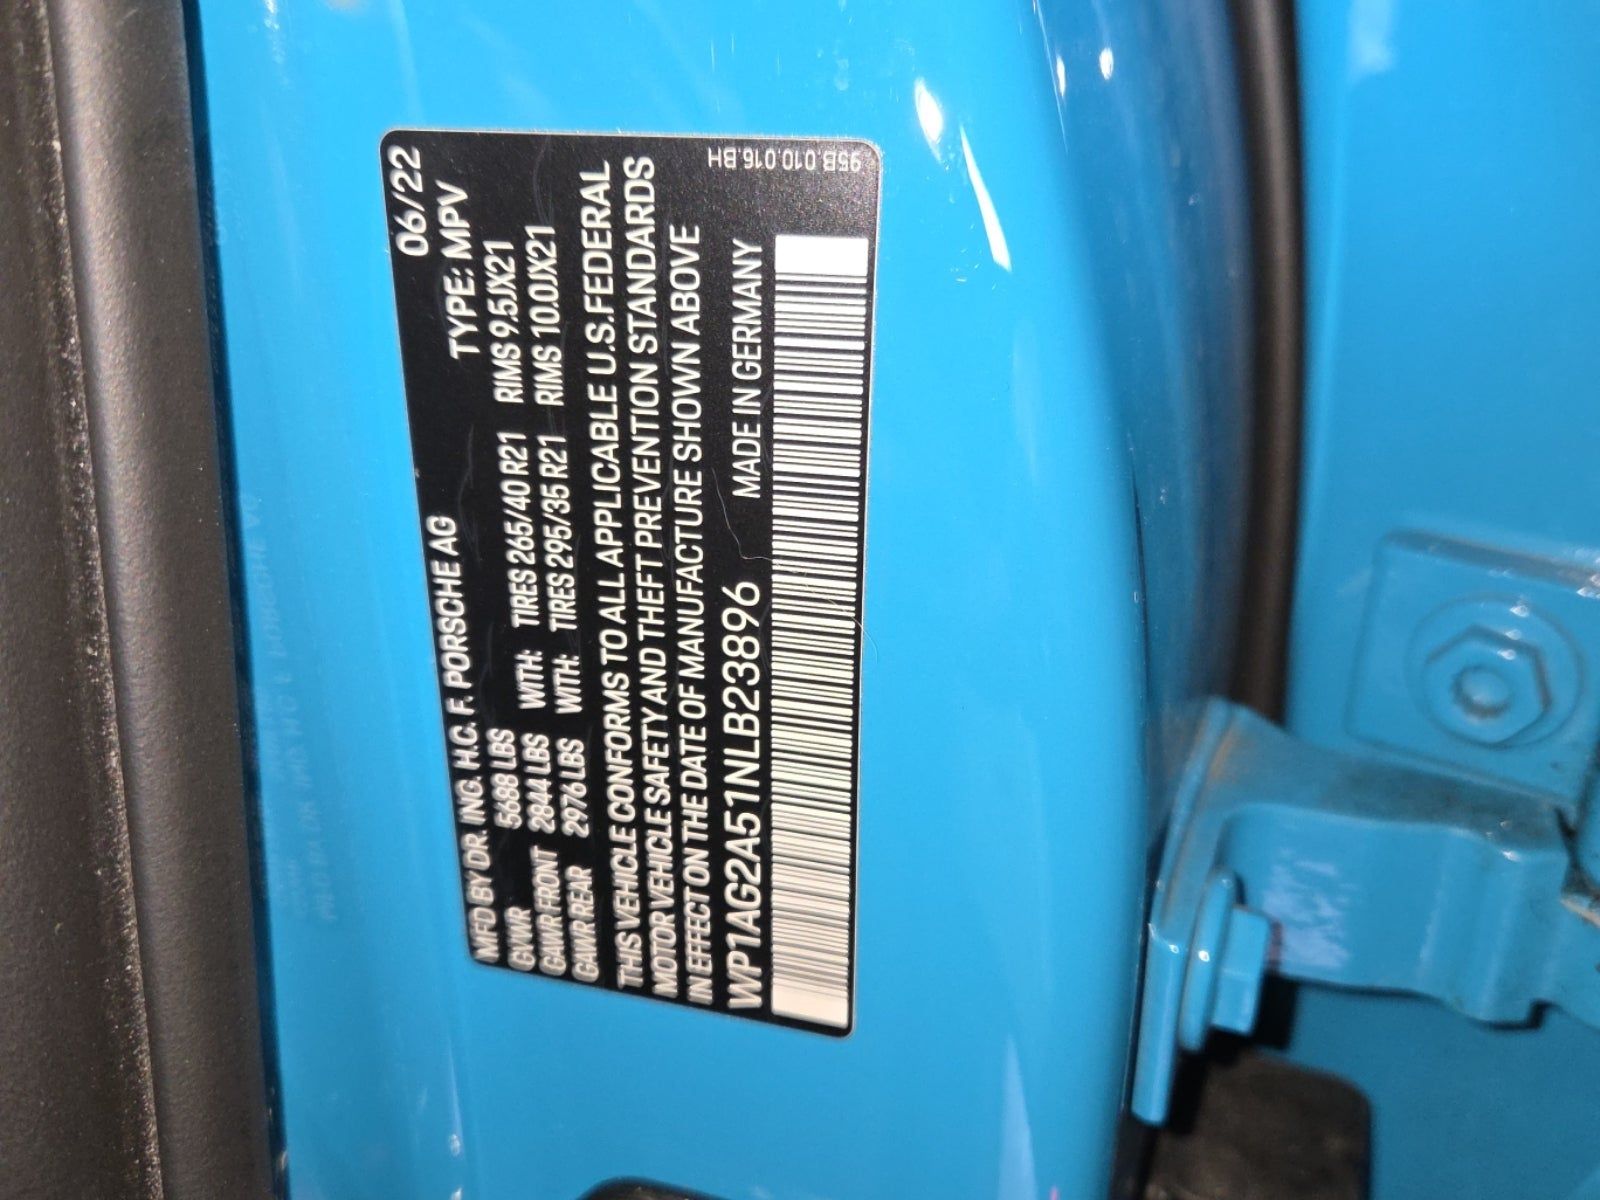 06/22
MFD BY DR. ING. H.C. F. PORSCHE AG TYPE: MPV
GVWR 5688 LBS WITH: TIRES 265/40 R21 RIMS 9.5JX21
GAWR FRONT 2844 LBS WITH: TIRES 295/35 R21 RIMS 10.0JX21
GAWR REAR 2976 LBS
THIS VEHICLE CONFORMS TO ALL APPLICABLE U.S. FEDERAL
MOTOR VEHICLE SAFETY AND THEFT PREVENTION STANDARDS
IN EFFECT ON THE DATE OF MANUFACTURE SHOWN ABOVE
WP1AG2A51NLB23896 MADE IN GERMANY
95B.010.016.BH